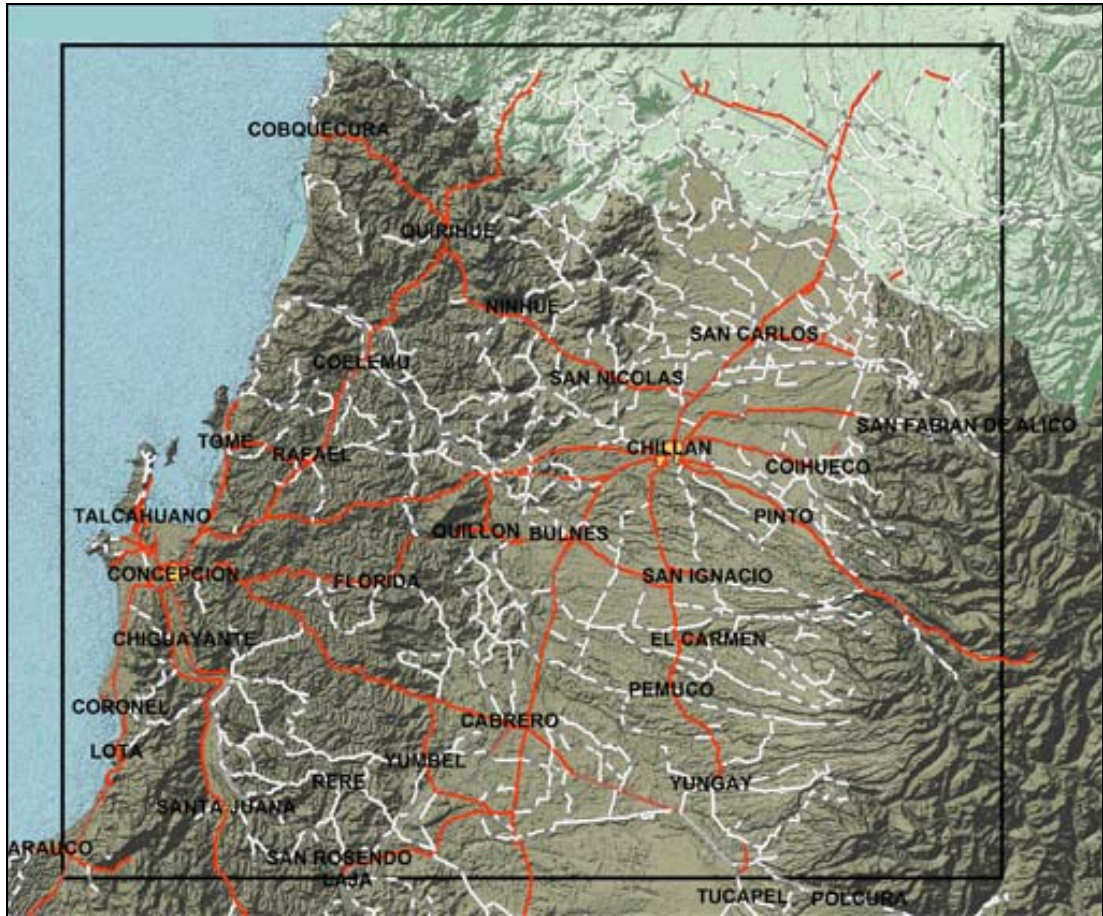 COBQUECURA
QUIRIHUE
NINHUE
SAN CARLOS
COELEMU
SAN NICOLAS
SAN FABIAN DE ALICO
TOME
RAFAEL
CHILLAN
COIHUECO
TALCAHUANO
QUILLON
BULNES
PINTO
CONCEPCION
FLORIDA
SAN IGNACIO
CHIGUAYANTE
EL CARMEN
PEMUCO
CORONEL
CABRERO
LOTA
YUMBEL
RERE
YUNGAY
SANTA JUANA
ARAUCO
SAN ROSENDO
LAJA
TUCAPEL
POLCURA